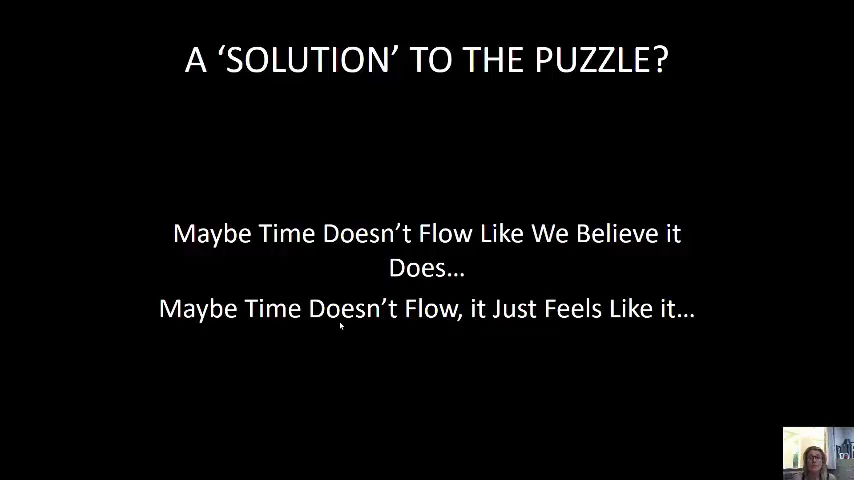 A ‘SOLUTION’ TO THE PUZZLE?
Maybe Time Doesn’t Flow Like We Believe it
Does…
Maybe Time Doesn’t Flow, it Just Feels Like it…